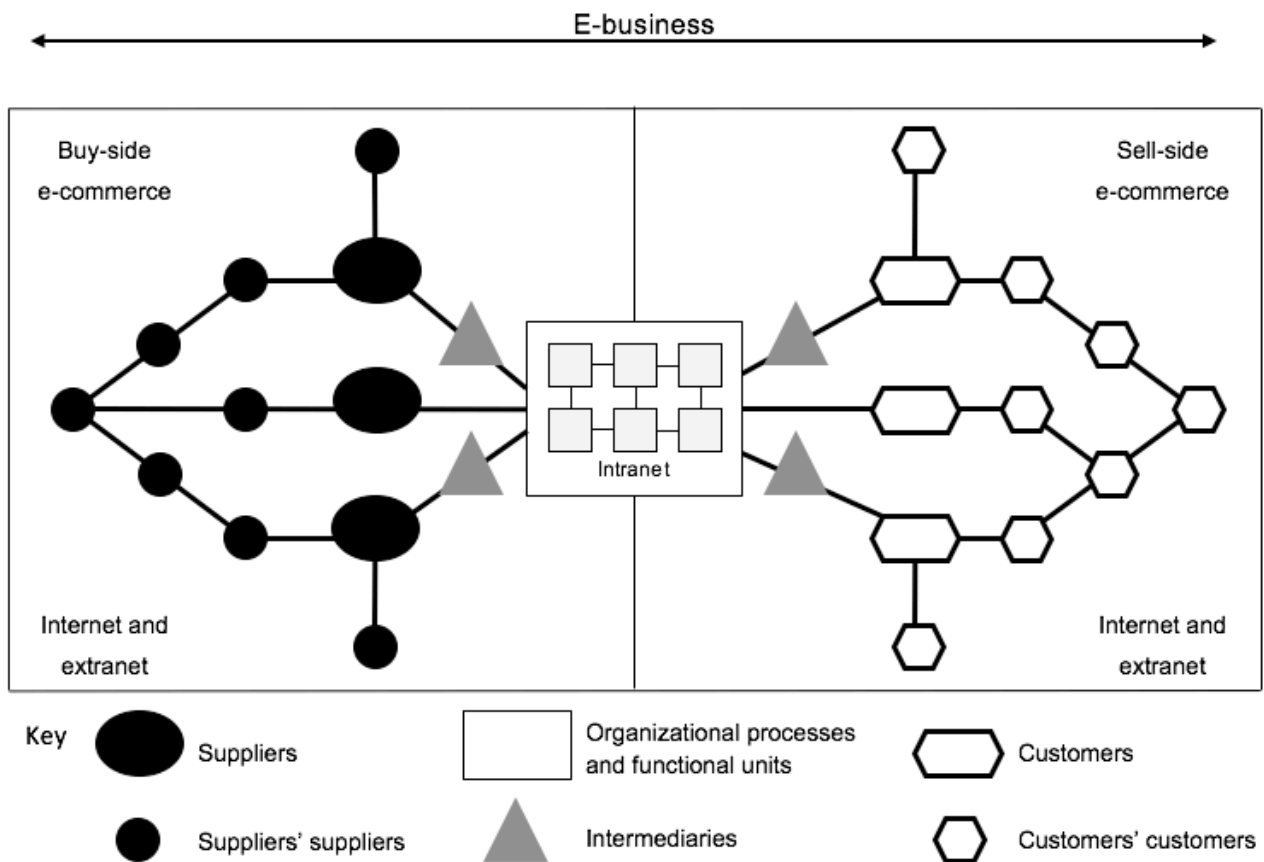 E-business
Buy-side
e-commerce
Sell-side
e-commerce
Intranet
Internet and
extranet
Internet and
extranet
Key
Suppliers
Organizational processes
and functional units
Customers
Suppliers' suppliers
Intermediaries
Customers' customers